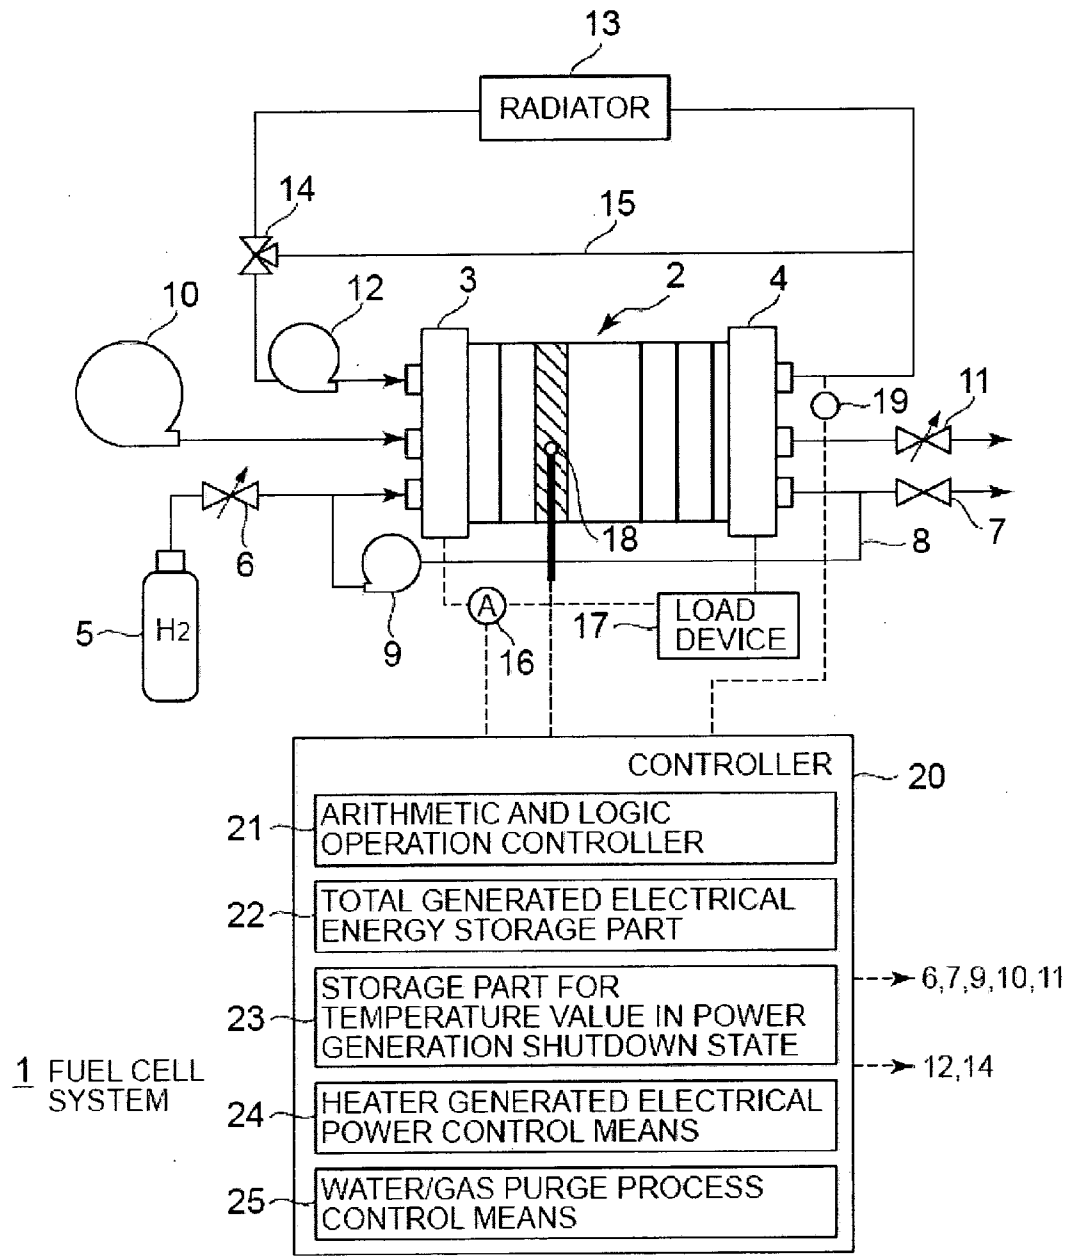 13
RADIATOR
14
15
10
12
3
2
4
19
11
18
6
8
7
5
H2
9
A
16
17
LOAD
DEVICE
CONTROLLER
20
21
ARITHMETIC AND LOGIC
OPERATION CONTROLLER
22
TOTAL GENERATED ELECTRICAL
ENERGY STORAGE PART
23
STORAGE PART FOR
TEMPERATURE VALUE IN POWER
GENERATION SHUTDOWN STATE
6,7,9,10,11
12,14
1 FUEL CELL
SYSTEM
24
HEATER GENERATED ELECTRICAL
POWER CONTROL MEANS
25
WATER/GAS PURGE PROCESS
CONTROL MEANS